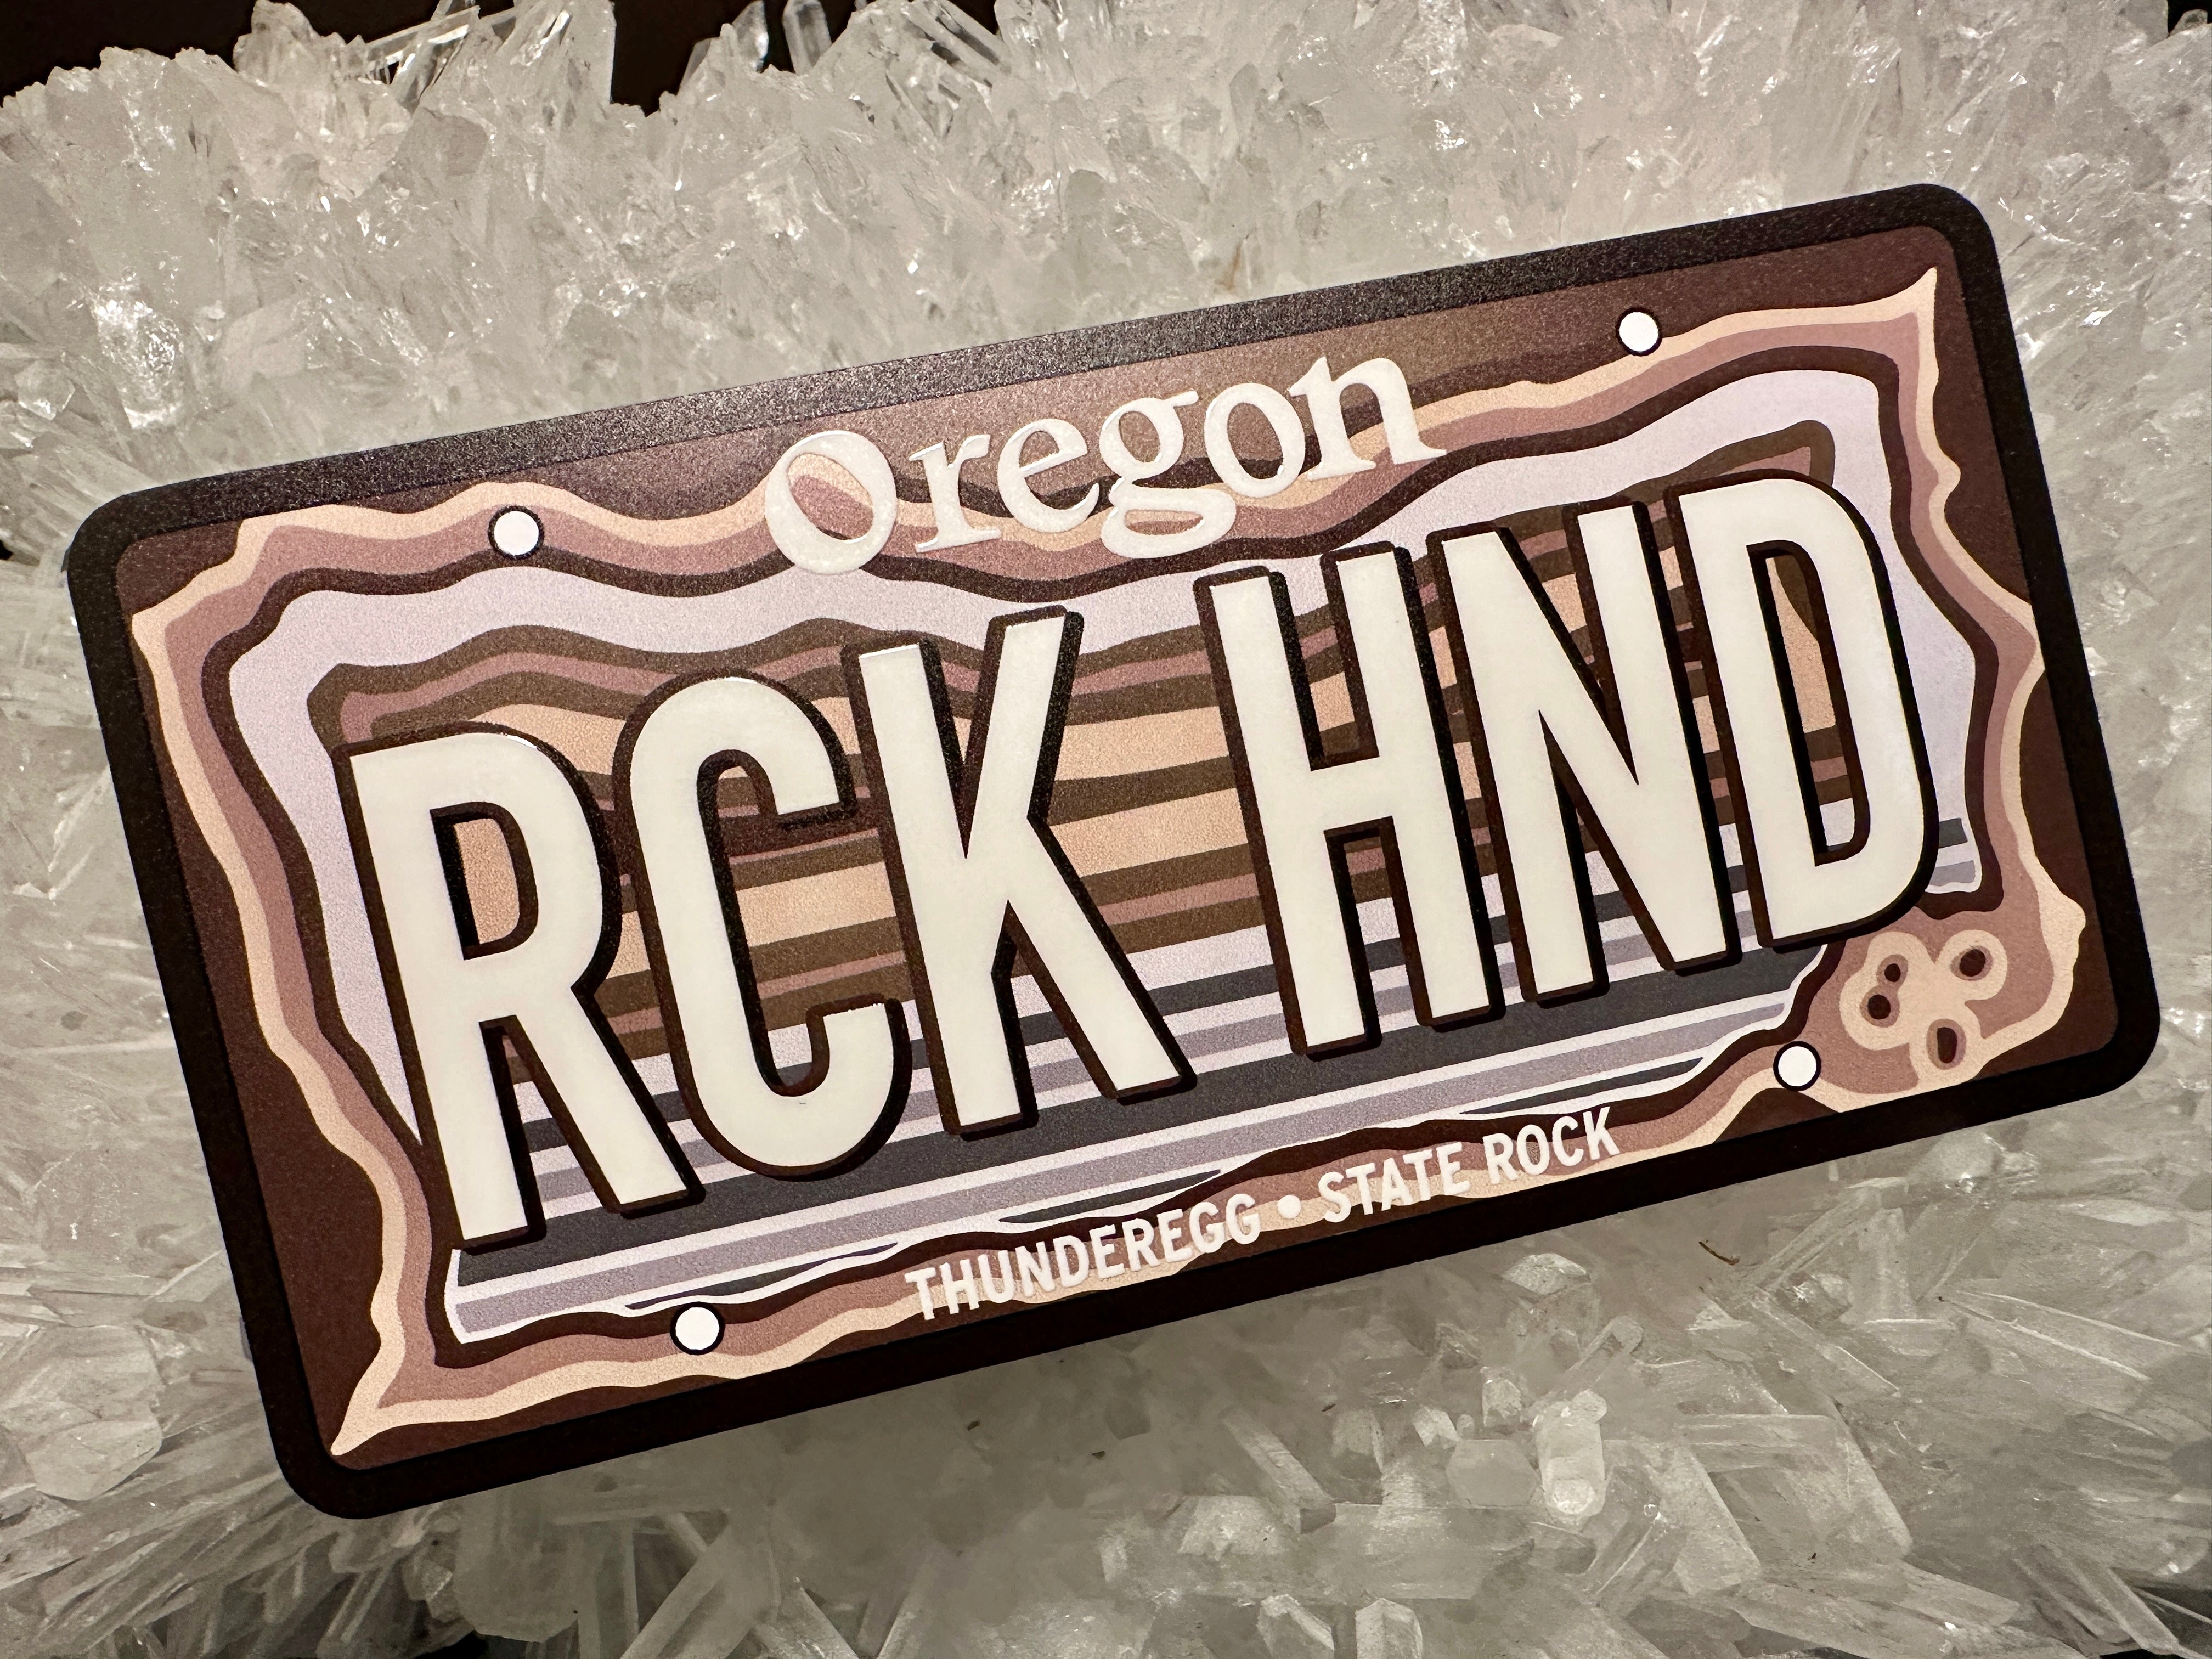 Oregon
RCK HND
THUNDEREGG • STATE ROCK